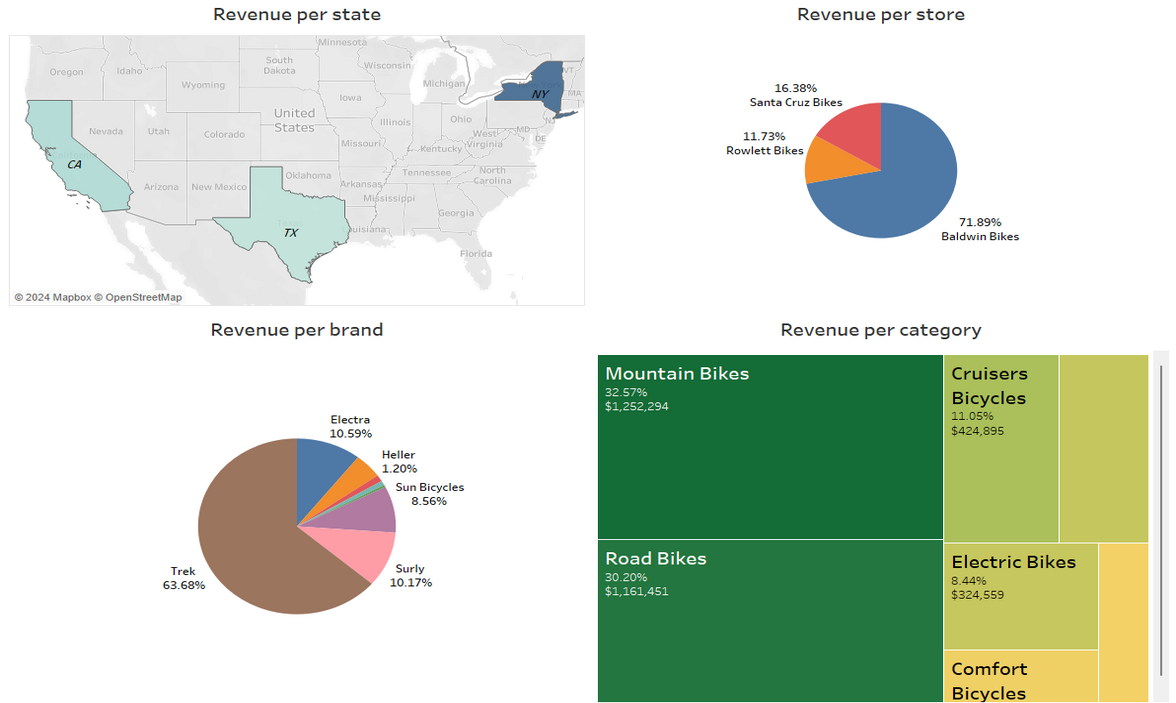 Revenue per state
Minnesota
Oregon
Idaho
South
Dakota
Wisconsin
VT
Wyoming
Michigan
NY
MA
Iowa
Nevada
Utah
United
States
Illinois
Ohio
NJ
Colorado
MD
DE
CA
Missouri
West
Virginia
Kentucky
Arizona
New Mexico
Oklahoma
Arkansas
Tennessee
North
Carolina
Mississippi
Georgia
TX
Louisiana
Florida
© 2024 Mapbox © OpenStreetMap
Revenue per store
16.38%
Santa Cruz Bikes
11.73%
Rowlett Bikes
71.89%
Baldwin Bikes
Revenue per brand
Electra
10.59%
Heller
1.20%
Sun Bicycles
8.56%
Surly
10.17%
Trek
63.68%
Revenue per category
Mountain Bikes
32.57%
$1,252,294
Road Bikes
30.20%
$1,161,451
Cruisers
Bicycles
11.05%
$424,895
Electric Bikes
8.44%
$324,559
Comfort
Bicycles